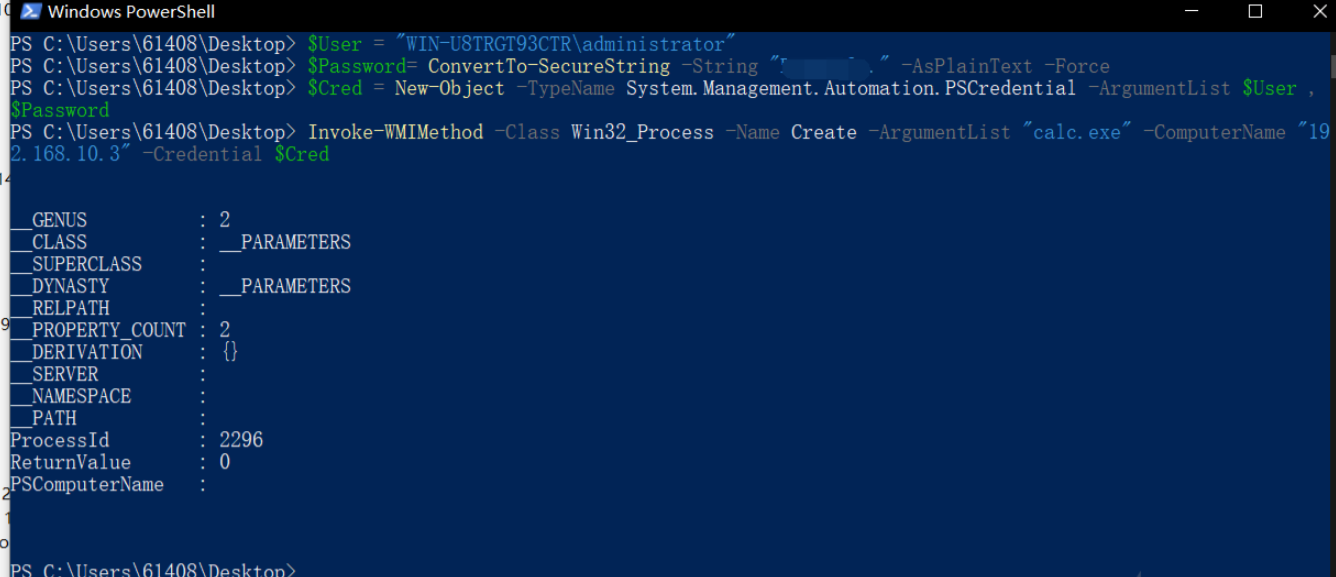 Windows PowerShell
PS C:\Users\61408\Desktop> $User = "WIN-U8TRGT93CTR\administrator"
PS C:\Users\61408\Desktop> $Password= ConvertTo-SecureString -String " ." -AsPlainText -Force
PS C:\Users\61408\Desktop> $Cred = New-Object -TypeName System.Management.Automation.PSCredential -ArgumentList $User ,
$Password
PS C:\Users\61408\Desktop> Invoke-WMIMethod -Class Win32_Process -Name Create -ArgumentList "calc.exe" -ComputerName "19
2.168.10.3" -Credential $Cred
__GENUS : 2
__CLASS : __PARAMETERS
__SUPERCLASS :
__DYNASTY : __PARAMETERS
__RELPATH :
__PROPERTY_COUNT : 2
__DERIVATION : {}
__SERVER :
__NAMESPACE :
__PATH :
ProcessId : 2296
ReturnValue : 0
PSComputerName :
PS C:\Users\61408\Desktop>